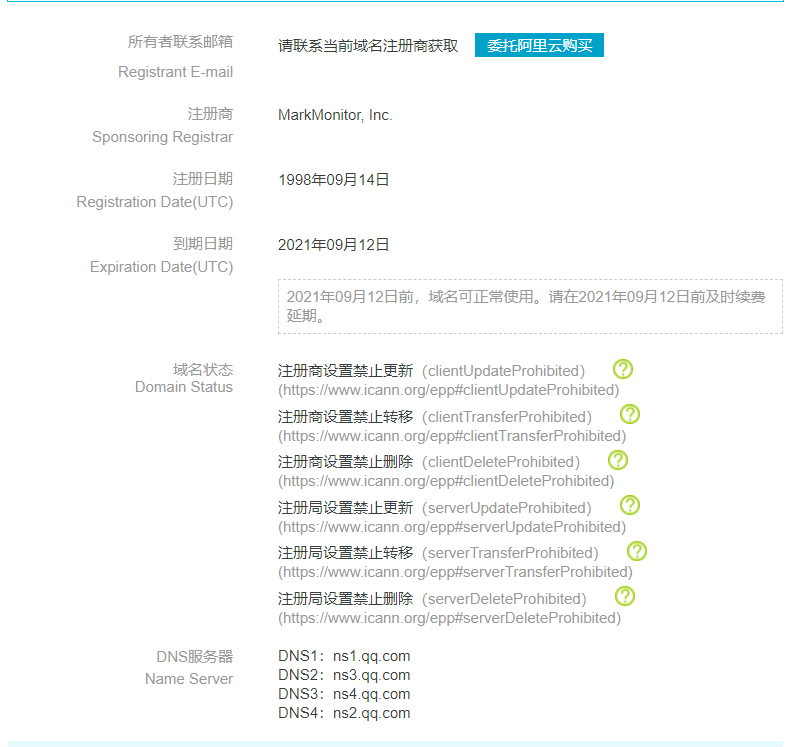 所有者联系邮箱 请联系当前域名注册商获取 委托阿里云购买
Registrant E-mail
注册商 MarkMonitor, Inc.
Sponsoring Registrar
注册日期 1998年09月14日
Registration Date(UTC)
到期日期 2021年09月12日
Expiration Date(UTC)
2021年09月12日前，域名可正常使用。请在2021年09月12日前及时续费
延期。
域名状态 注册商设置禁止更新（clientUpdateProhibited）
Domain Status (https://www.icann.org/epp#clientUpdateProhibited)
注册商设置禁止转移（clientTransferProhibited）
(https://www.icann.org/epp#clientTransferProhibited)
注册商设置禁止删除（clientDeleteProhibited）
(https://www.icann.org/epp#clientDeleteProhibited)
注册局设置禁止更新（serverUpdateProhibited）
(https://www.icann.org/epp#serverUpdateProhibited)
注册局设置禁止转移（serverTransferProhibited）
(https://www.icann.org/epp#serverTransferProhibited)
注册局设置禁止删除（serverDeleteProhibited）
(https://www.icann.org/epp#serverDeleteProhibited)
DNS服务器 DNS1：ns1.qq.com
Name Server DNS2：ns3.qq.com
DNS3：ns4.qq.com
DNS4：ns2.qq.com